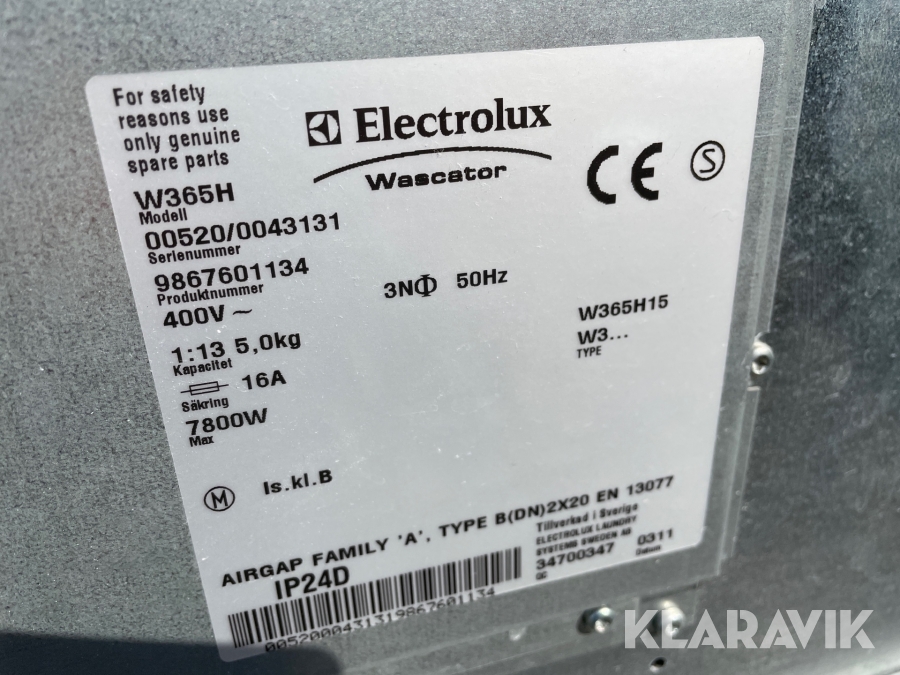 For safety
reasons use
only genuine
spare parts
Electrolux
Wascator
CE
S
W365H
Modell
00520/0043131
Serienummer
9867601134
Produktnummer
400V ~
3NΦ 50Hz
W365H15
W3...
TYPE
1:13 5,0kg
Kapacitet
16A
Säkring
7800W
Max
M
Is.kl.B
AIRGAP FAMILY 'A', TYPE B(DN)2X20 EN 13077
IP24D
Tillverkad i Sverige
ELECTROLUX LAUNDRY
SYSTEMS SWEDEN AB
34700347 0311
QC Datum
0052000431319867601134
KLARAVIK